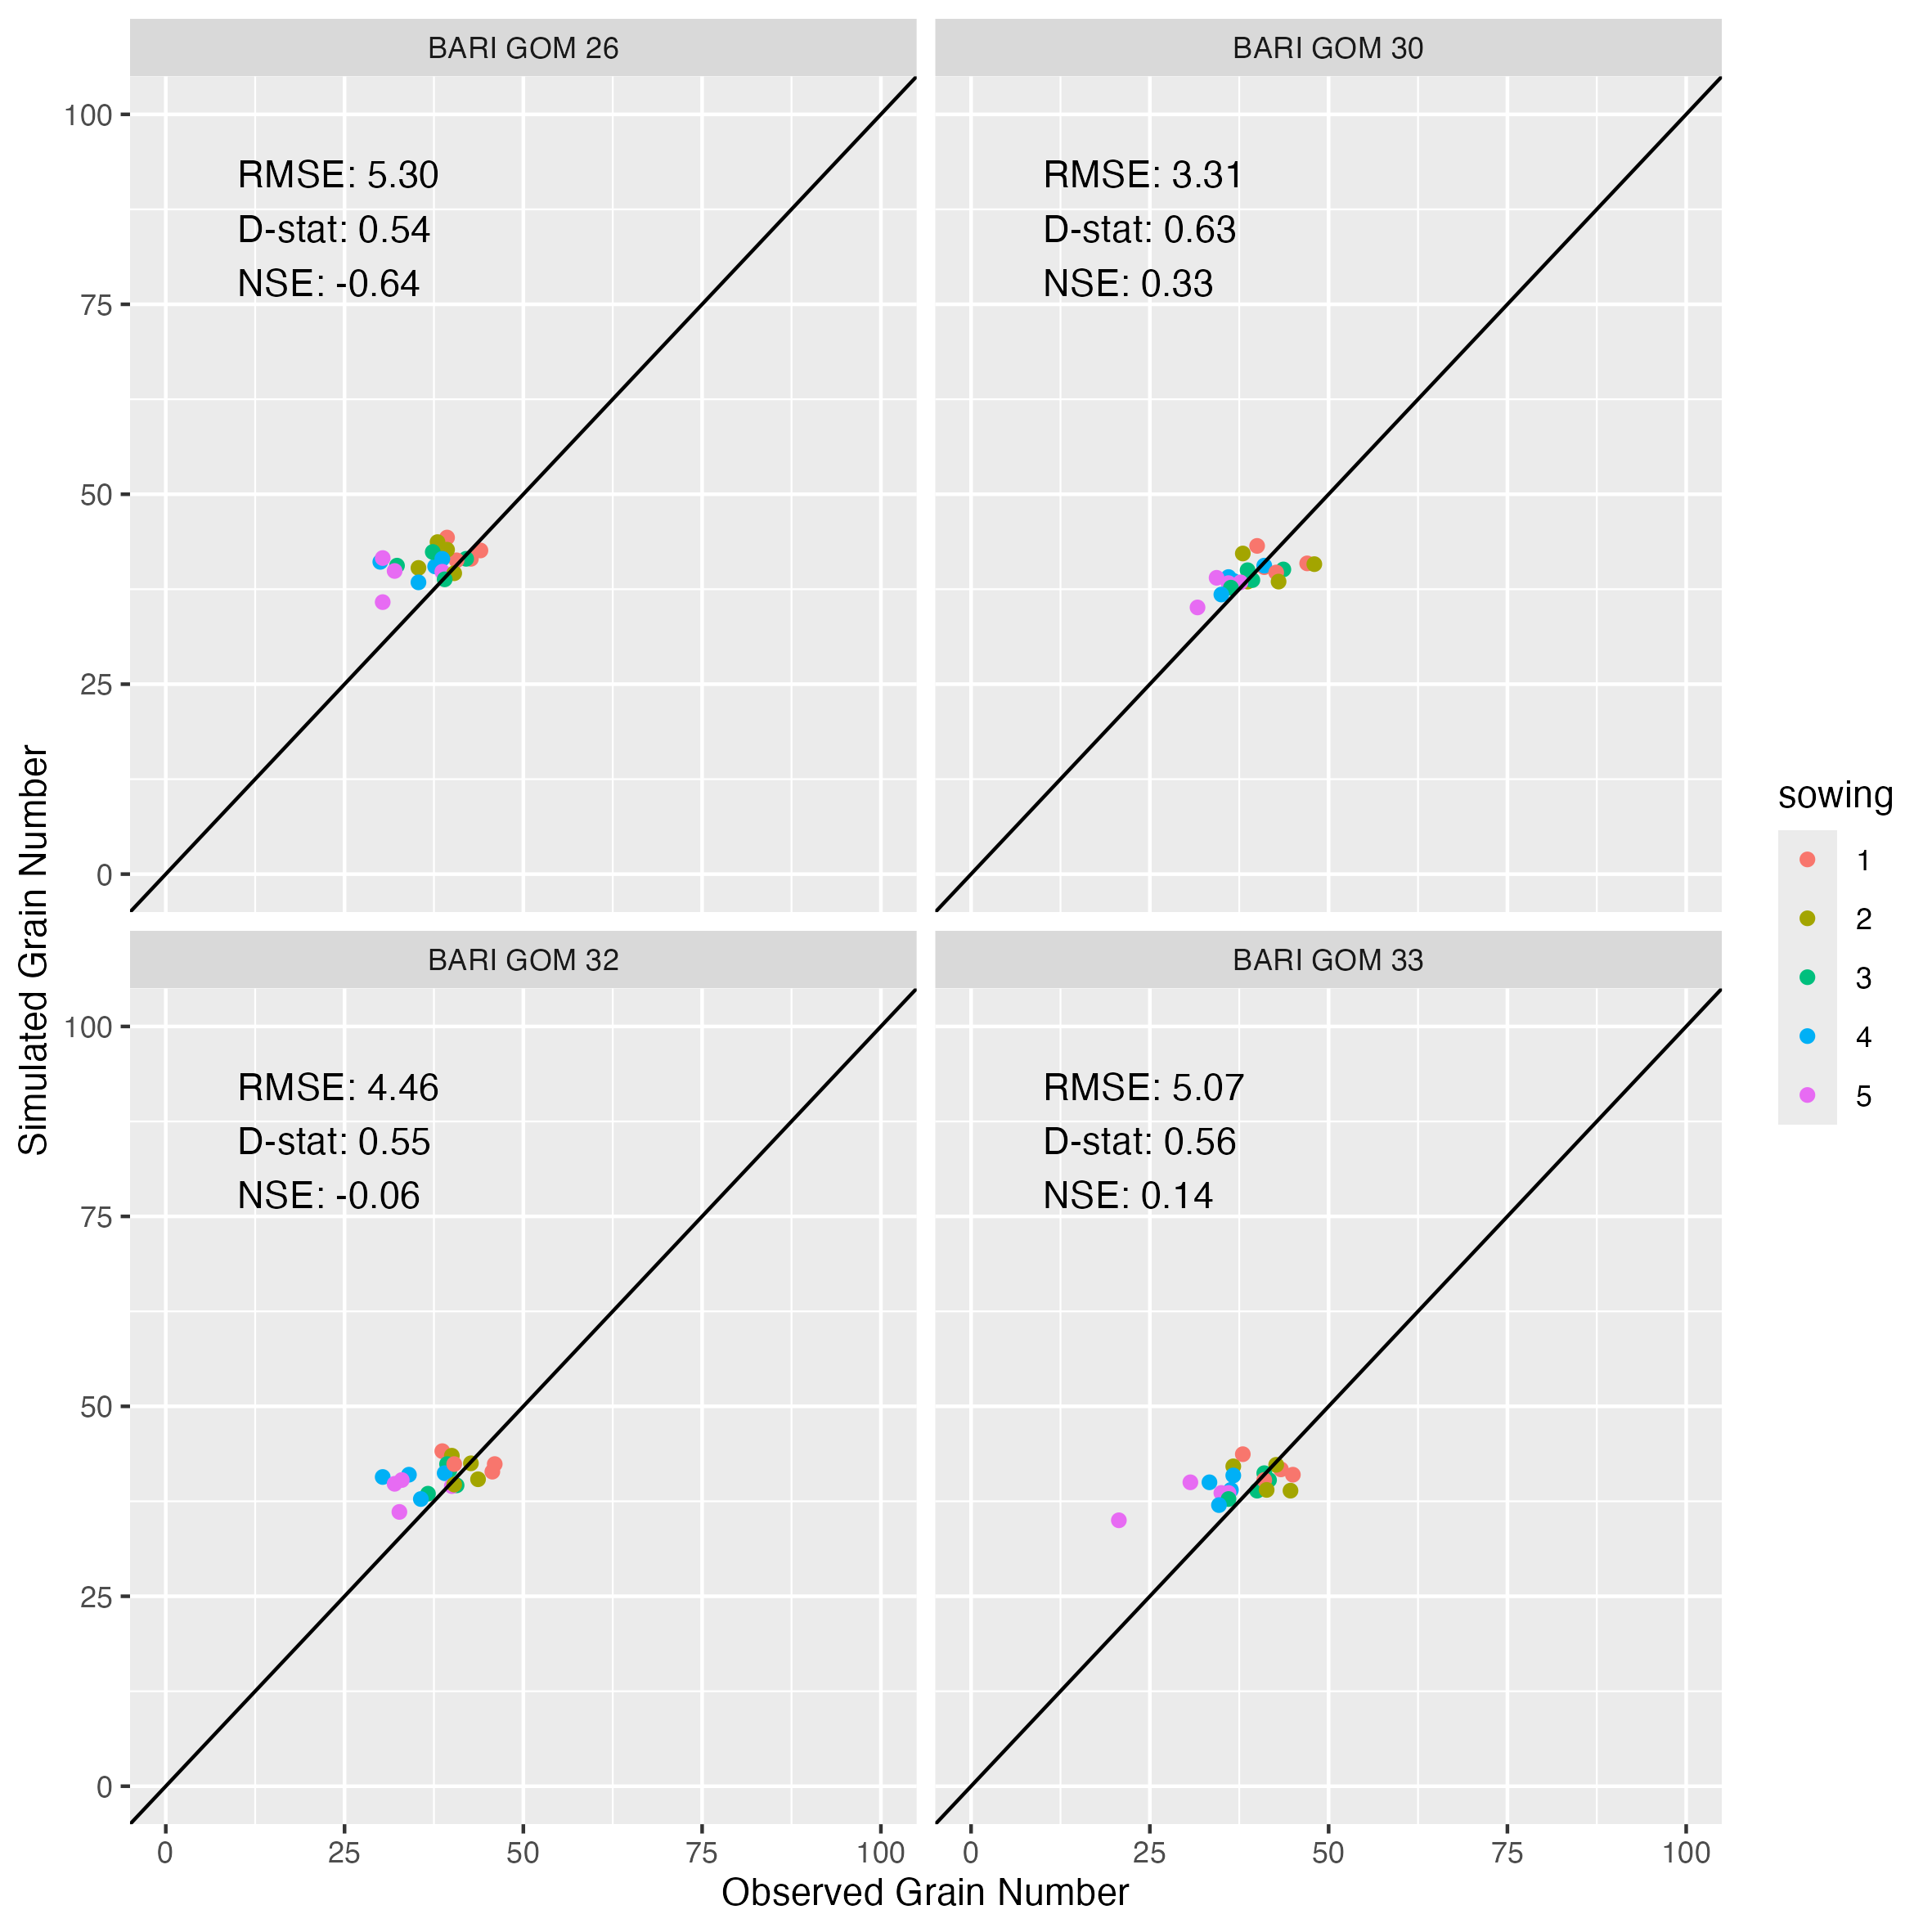 BARI GOM 26
BARI GOM 30
100
75
50
25
0
RMSE: 5.30
D-stat: 0.54
NSE: -0.64
RMSE: 3.31
D-stat: 0.63
NSE: 0.33
BARI GOM 32
BARI GOM 33
100
75
50
25
0
RMSE: 4.46
D-stat: 0.55
NSE: -0.06
RMSE: 5.07
D-stat: 0.56
NSE: 0.14
0 25 50 75 100
0 25 50 75 100
Observed Grain Number
Simulated Grain Number
sowing
1
2
3
4
5